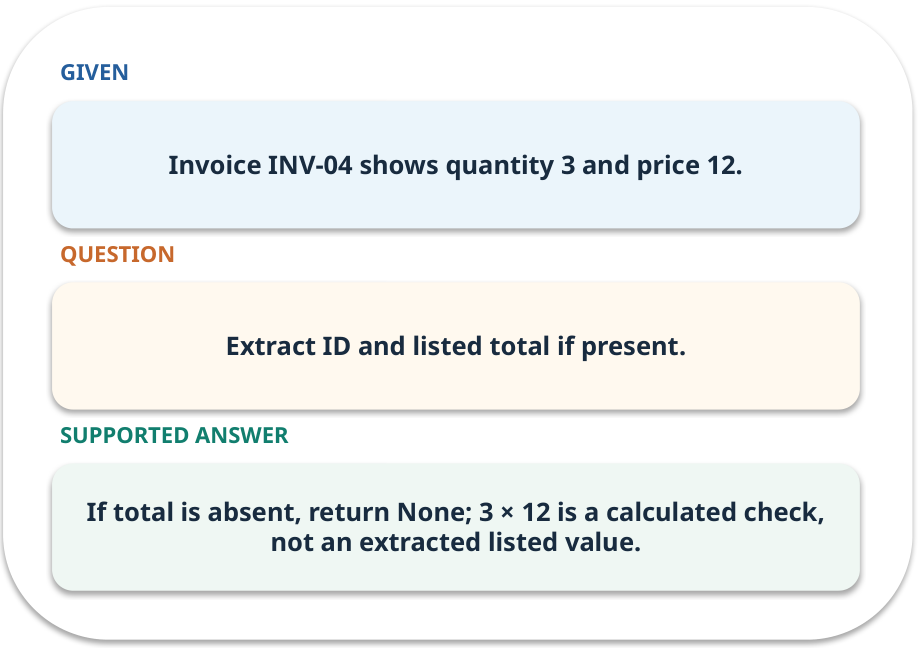 GIVEN
Invoice INV-04 shows quantity 3 and price 12.
QUESTION
Extract ID and listed total if present.
SUPPORTED ANSWER
If total is absent, return None; 3 × 12 is a calculated check,
not an extracted listed value.